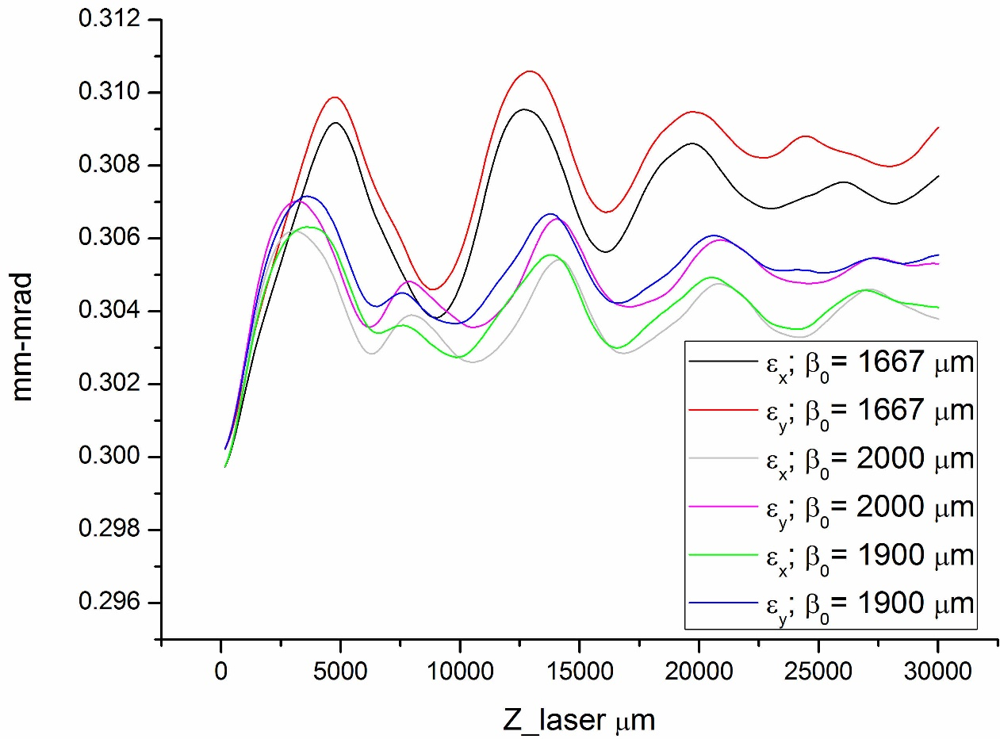 0.312
0.310
0.308
0.306
0.304
0.302
0.300
0.298
0.296
mm-mrad
εx; β0= 1667 μm
εy; β0= 1667 μm
εx; β0= 2000 μm
εy; β0= 2000 μm
εx; β0= 1900 μm
εy; β0= 1900 μm
0 5000 10000 15000 20000 25000 30000
Z_laser μm